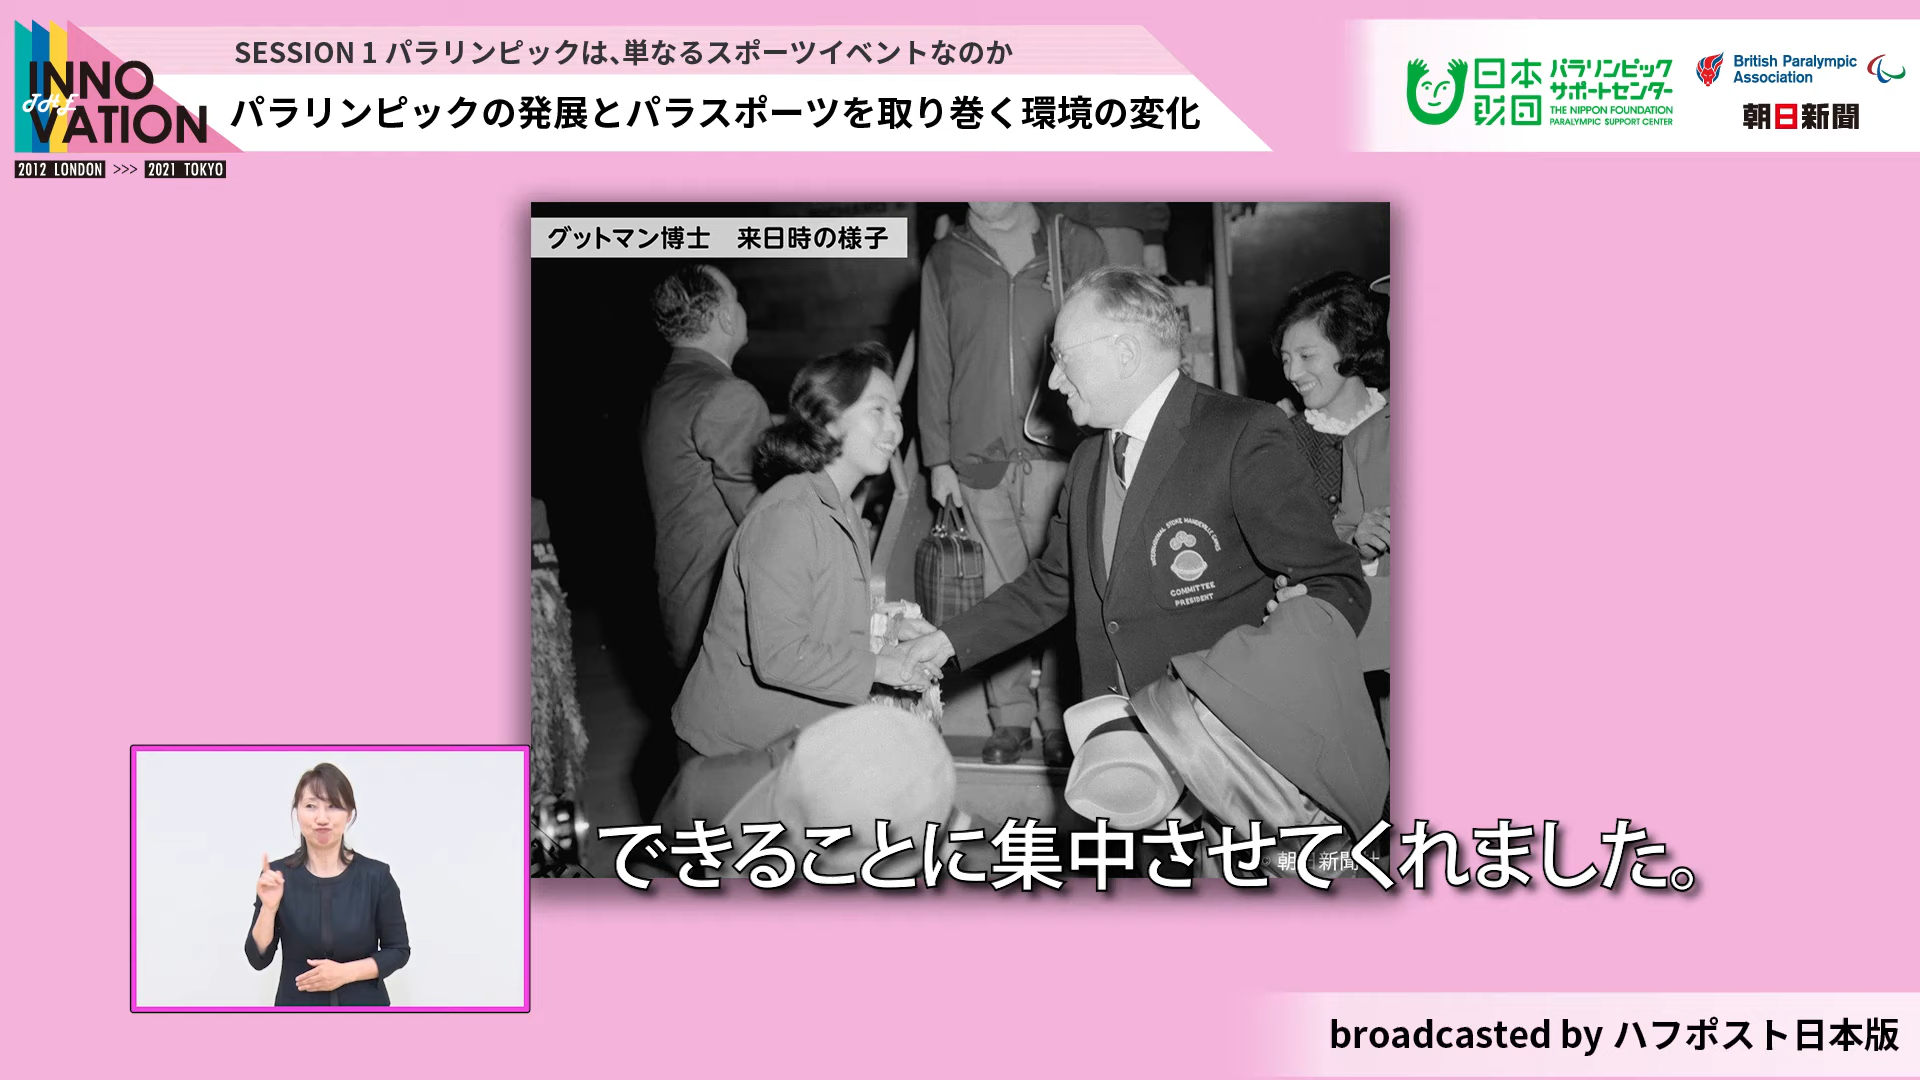 SESSION 1 パラリンピックは、単なるスポーツイベントなのか
パラリンピックの発展とパラスポーツを取り巻く環境の変化
THE
INNO
VATION
2012 LONDON >>> 2021 TOKYO
日本
財団
パラリンピック
サポートセンター
THE NIPPON FOUNDATION
PARALYMPIC SUPPORT CENTER
British Paralympic
Association
朝日新聞
グットマン博士 来日時の様子
INTERNATIONAL STOKE MANDEVILLE GAMES
COMMITTEE
PRESIDENT
できることに集中させてくれました。
broadcasted by ハフポスト日本版